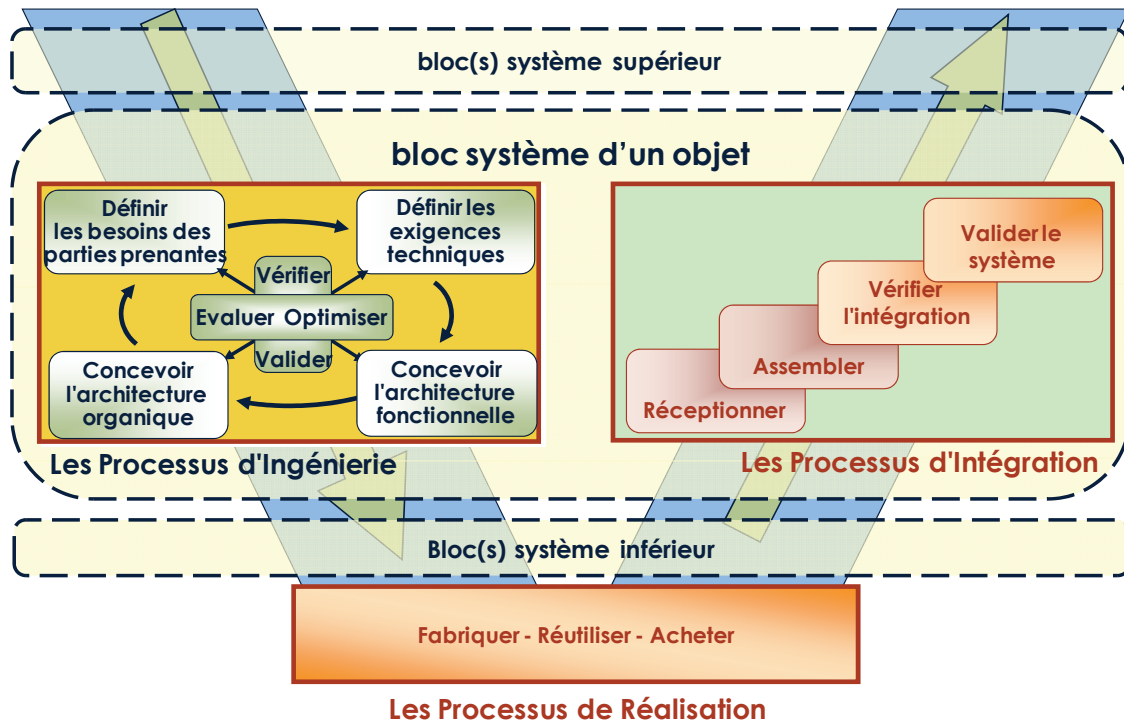 bloc(s) système supérieur
bloc système d'un objet
Définir
les besoins des
parties prenantes
Définir les
exigences
techniques
Vérifier
Evaluer Optimiser
Valider
Concevoir
l'architecture
organique
Concevoir
l'architecture
fonctionnelle
Les Processus d'Ingénierie
Valider le
système
Vérifier
l'intégration
Assembler
Réceptionner
Les Processus d'Intégration
Bloc(s) système inférieur
Fabriquer - Réutiliser - Acheter
Les Processus de Réalisation